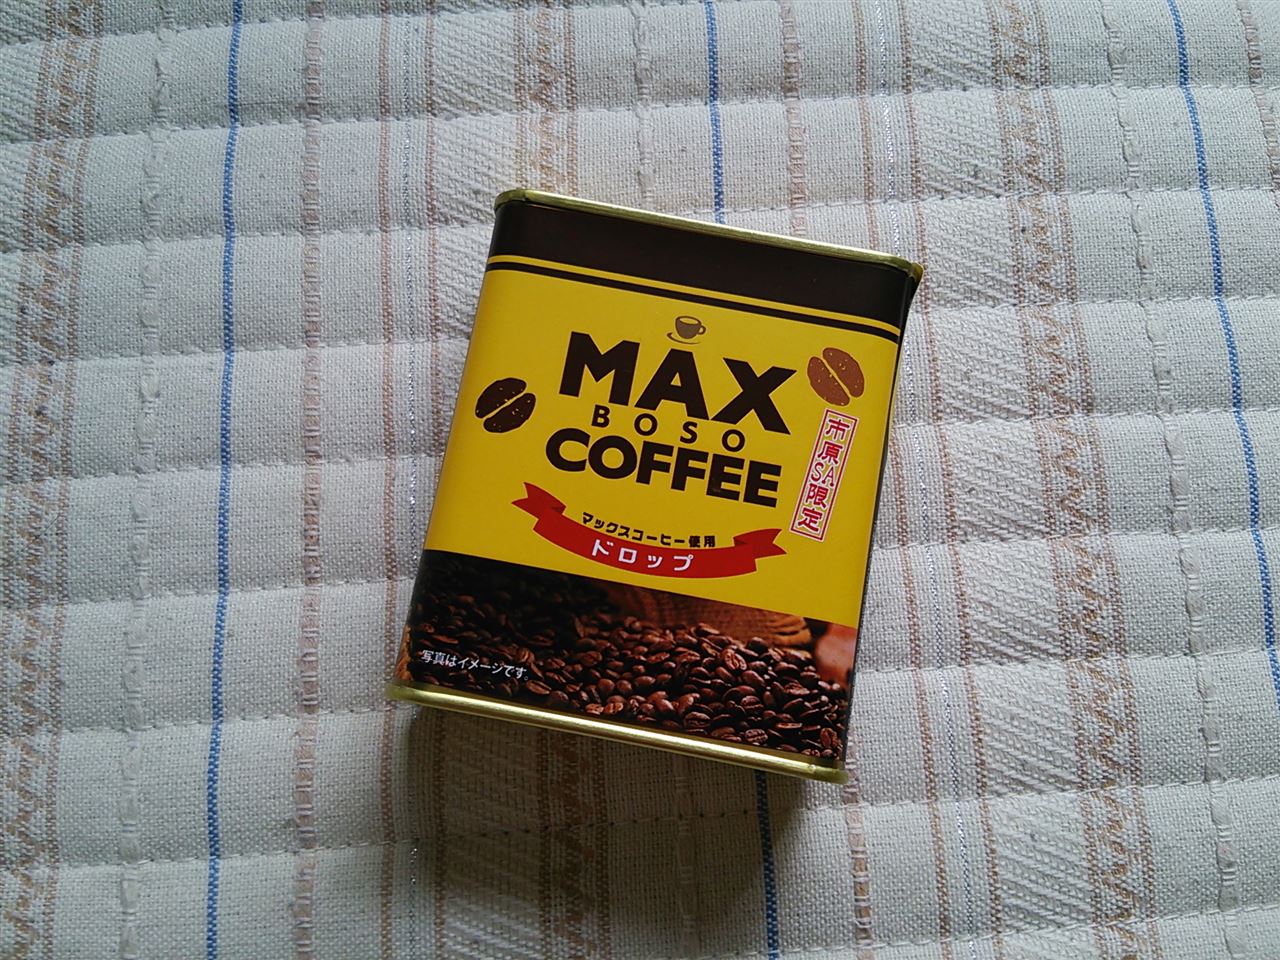 MAX
BOSO
COFFEE
市原SA限定
マックスコーヒー使用
ドロップ
写真はイメージです。